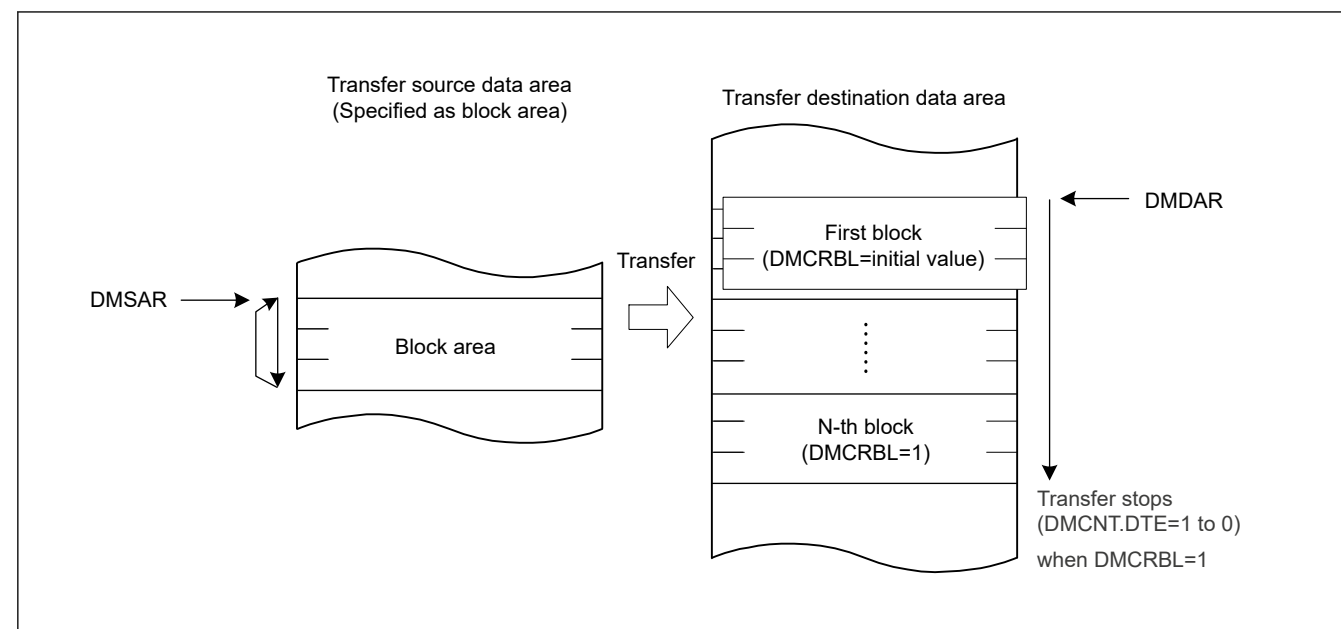 Transfer source data area
(Specified as block area)
Transfer destination data area
DMDAR
First block
(DMCRBL=initial value)
Transfer
DMSAR
Block area
N-th block
(DMCRBL=1)
Transfer stops
(DMCNT.DTE=1 to 0)
when DMCRBL=1